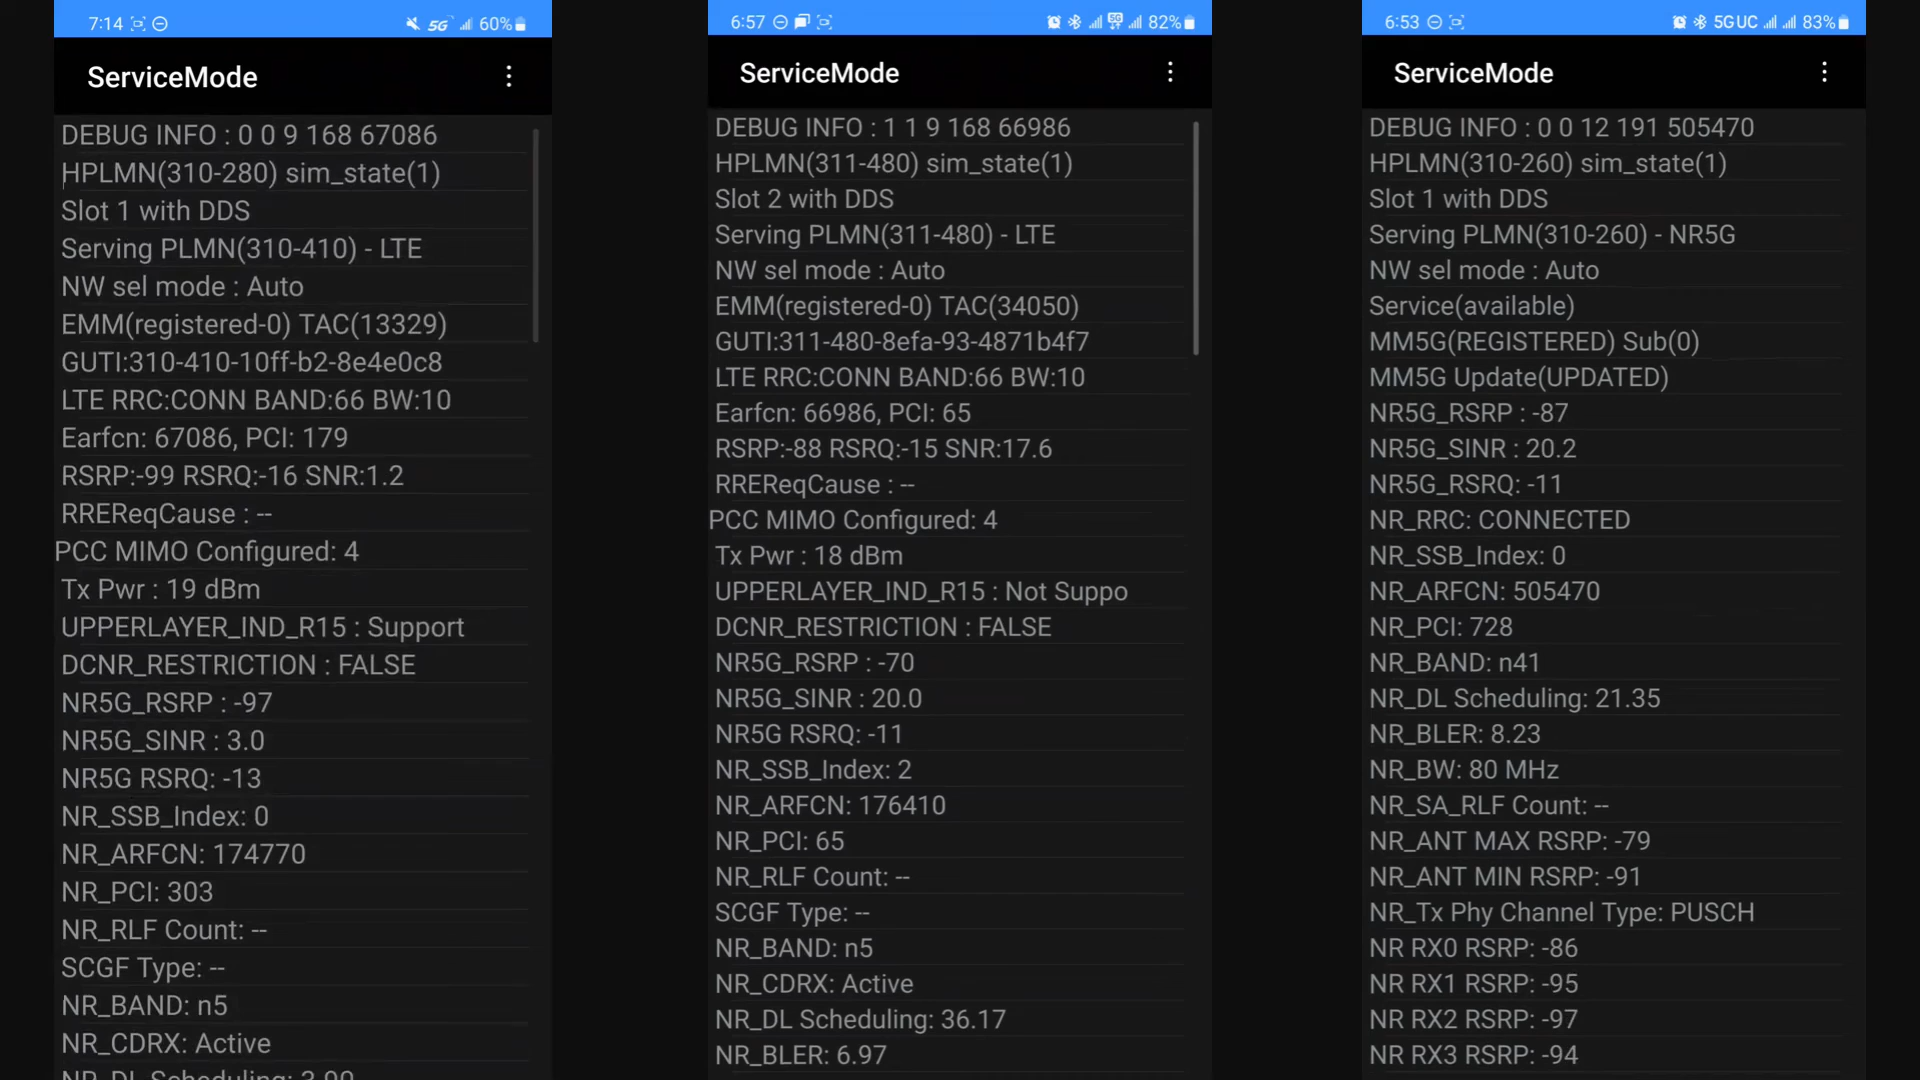 7:14 5G 60%
ServiceMode
DEBUG INFO : 0 0 9 168 67086
HPLMN(310-280) sim_state(1)
Slot 1 with DDS
Serving PLMN(310-410) - LTE
NW sel mode : Auto
EMM(registered-0) TAC(13329)
GUTI:310-410-10ff-b2-8e4e0c8
LTE RRC:CONN BAND:66 BW:10
Earfcn: 67086, PCI: 179
RSRP:-99 RSRQ:-16 SNR:1.2
RREReqCause : --
PCC MIMO Configured: 4
Tx Pwr : 19 dBm
UPPERLAYER_IND_R15 : Support
DCNR_RESTRICTION : FALSE
NR5G_RSRP : -97
NR5G_SINR : 3.0
NR5G RSRQ: -13
NR_SSB_Index: 0
NR_ARFCN: 174770
NR_PCI: 303
NR_RLF Count: --
SCGF Type: --
NR_BAND: n5
NR_CDRX: Active
NR_DL Scheduling: 3.90
6:57 5G 82%
ServiceMode
DEBUG INFO : 1 1 9 168 66986
HPLMN(311-480) sim_state(1)
Slot 2 with DDS
Serving PLMN(311-480) - LTE
NW sel mode : Auto
EMM(registered-0) TAC(34050)
GUTI:311-480-8efa-93-4871b4f7
LTE RRC:CONN BAND:66 BW:10
Earfcn: 66986, PCI: 65
RSRP:-88 RSRQ:-15 SNR:17.6
RREReqCause : --
PCC MIMO Configured: 4
Tx Pwr : 18 dBm
UPPERLAYER_IND_R15 : Not Suppo
DCNR_RESTRICTION : FALSE
NR5G_RSRP : -70
NR5G_SINR : 20.0
NR5G RSRQ: -11
NR_SSB_Index: 2
NR_ARFCN: 176410
NR_PCI: 65
NR_RLF Count: --
SCGF Type: --
NR_BAND: n5
NR_CDRX: Active
NR_DL Scheduling: 36.17
NR_BLER: 6.97
6:53 5G UC 83%
ServiceMode
DEBUG INFO : 0 0 12 191 505470
HPLMN(310-260) sim_state(1)
Slot 1 with DDS
Serving PLMN(310-260) - NR5G
NW sel mode : Auto
Service(available)
MM5G(REGISTERED) Sub(0)
MM5G Update(UPDATED)
NR5G_RSRP : -87
NR5G_SINR : 20.2
NR5G_RSRQ: -11
NR_RRC: CONNECTED
NR_SSB_Index: 0
NR_ARFCN: 505470
NR_PCI: 728
NR_BAND: n41
NR_DL Scheduling: 21.35
NR_BLER: 8.23
NR_BW: 80 MHz
NR_SA_RLF Count: --
NR_ANT MAX RSRP: -79
NR_ANT MIN RSRP: -91
NR_Tx Phy Channel Type: PUSCH
NR RX0 RSRP: -86
NR RX1 RSRP: -95
NR RX2 RSRP: -97
NR RX3 RSRP: -94